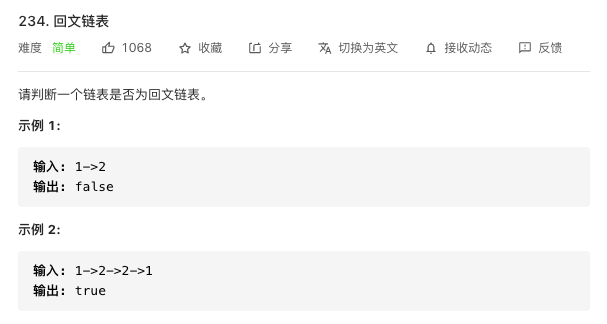 234. 回文链表
难度 简单 1068 收藏 分享 切换为英文 接收动态 反馈
请判断一个链表是否为回文链表。
示例 1:
输入: 1->2
输出: false
示例 2:
输入: 1->2->2->1
输出: true